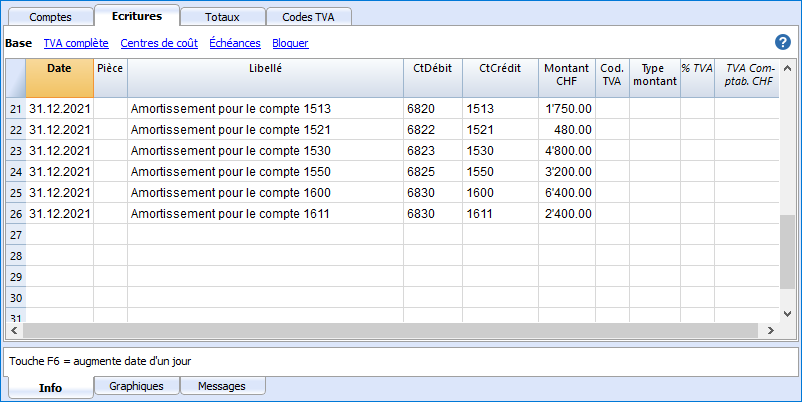 Comptes Ecritures Totaux Codes TVA
Base TVA complète Centres de coût Échéances Bloquer ?
Date Pièce Libellé CtDébit CtCrédit Montant CHF Cod. TVA Type montant % TVA TVA Com-ptab. CHF
21 31.12.2021 Amortissement pour le compte 1513 6820 1513 1'750.00
22 31.12.2021 Amortissement pour le compte 1521 6822 1521 480.00
23 31.12.2021 Amortissement pour le compte 1530 6823 1530 4'800.00
24 31.12.2021 Amortissement pour le compte 1550 6825 1550 3'200.00
25 31.12.2021 Amortissement pour le compte 1600 6830 1600 6'400.00
26 31.12.2021 Amortissement pour le compte 1611 6830 1611 2'400.00
27
28
29
30
31
Touche F6 = augmente date d'un jour
Info Graphiques Messages